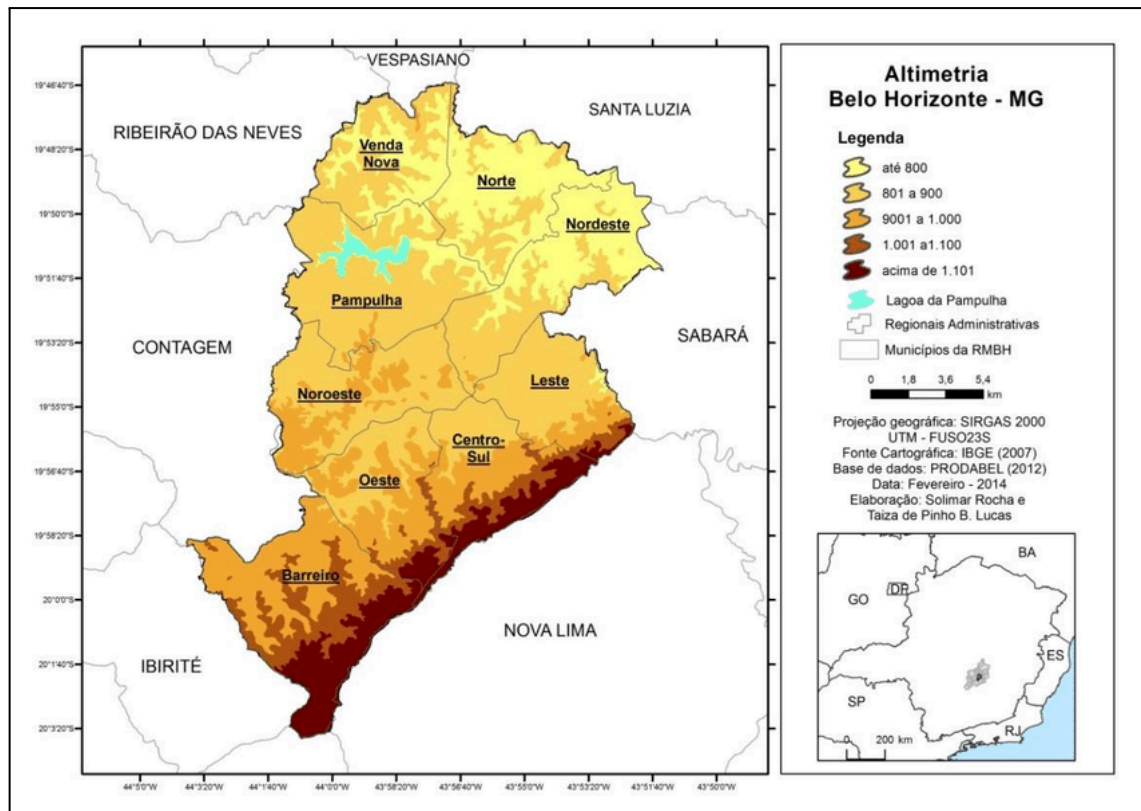 VESPASIANO
SANTA LUZIA
RIBEIRÃO DAS NEVES
Venda
Nova
Norte
Nordeste
Pampulha
CONTAGEM
SABARÁ
Noroeste
Leste
Centro-
Sul
Oeste
Barreiro
NOVA LIMA
IBIRITÉ
19°46'40"S
19°48'20"S
19°50'0"S
19°51'40"S
19°53'20"S
19°55'0"S
19°56'40"S
19°58'20"S
20°0'0"S
20°1'40"S
20°3'20"S
44°5'0"W 44°3'20"W 44°1'40"W 44°0'0"W 43°58'20"W 43°56'40"W 43°55'0"W 43°53'20"W 43°51'40"W 43°50'0"W
Altimetria
Belo Horizonte - MG
Legenda
até 800
801 a 900
9001 a 1.000
1.001 a1.100
acima de 1.101
Lagoa da Pampulha
Regionais Administrativas
Municípios da RMBH
0 1,8 3,6 5,4
km
Projeção geográfica: SIRGAS 2000
UTM - FUSO23S
Fonte Cartográfica: IBGE (2007)
Base de dados: PRODABEL (2012)
Data: Fevereiro - 2014
Elaboração: Solimar Rocha e
Taiza de Pinho B. Lucas
BA
DF
GO
ES
SP
RJ
0 200 km